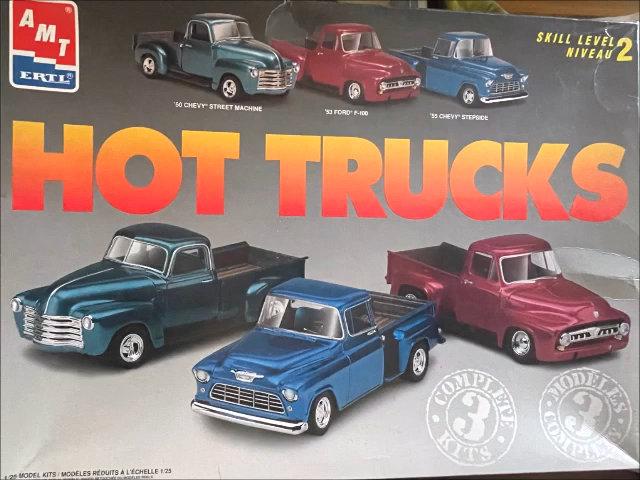 AMT
ERTL
SKILL LEVEL 2
NIVEAU
'50 CHEVY STREET MACHINE
'53 FORD F-100
'55 CHEVY STEPSIDE
HOT TRUCKS
COMPLETE
3
KITS
MODÈLES
3
COMPLETS
1/25 MODEL KITS / MODÈLES RÉDUITS À L'ÉCHELLE 1/25